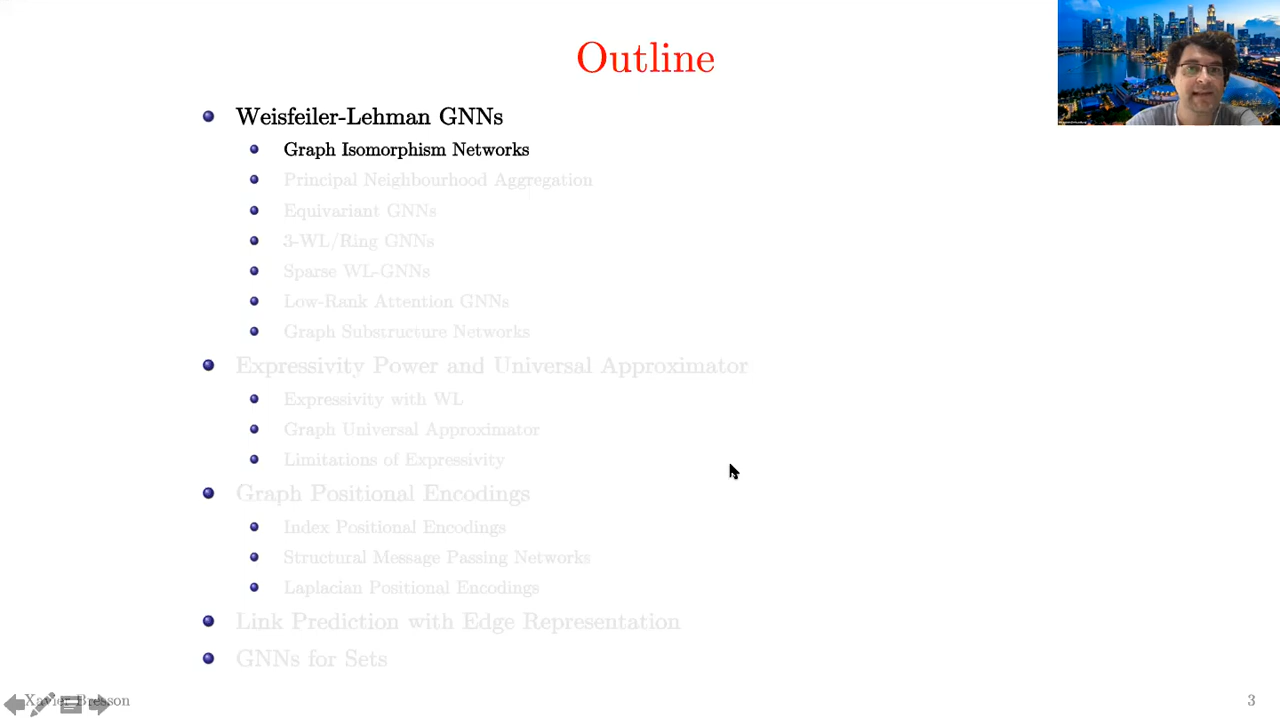 Outline
Weisfeiler-Lehman GNNs
Graph Isomorphism Networks
Principal Neighbourhood Aggregation
Equivariant GNNs
3-WL/Ring GNNs
Sparse WL-GNNs
Low-Rank Attention GNNs
Graph Substructure Networks
Expressivity Power and Universal Approximator
Expressivity with WL
Graph Universal Approximator
Limitations of Expressivity
Graph Positional Encodings
Index Positional Encodings
Structural Message Passing Networks
Laplacian Positional Encodings
Link Prediction with Edge Representation
GNNs for Sets
Xavier Bresson
3